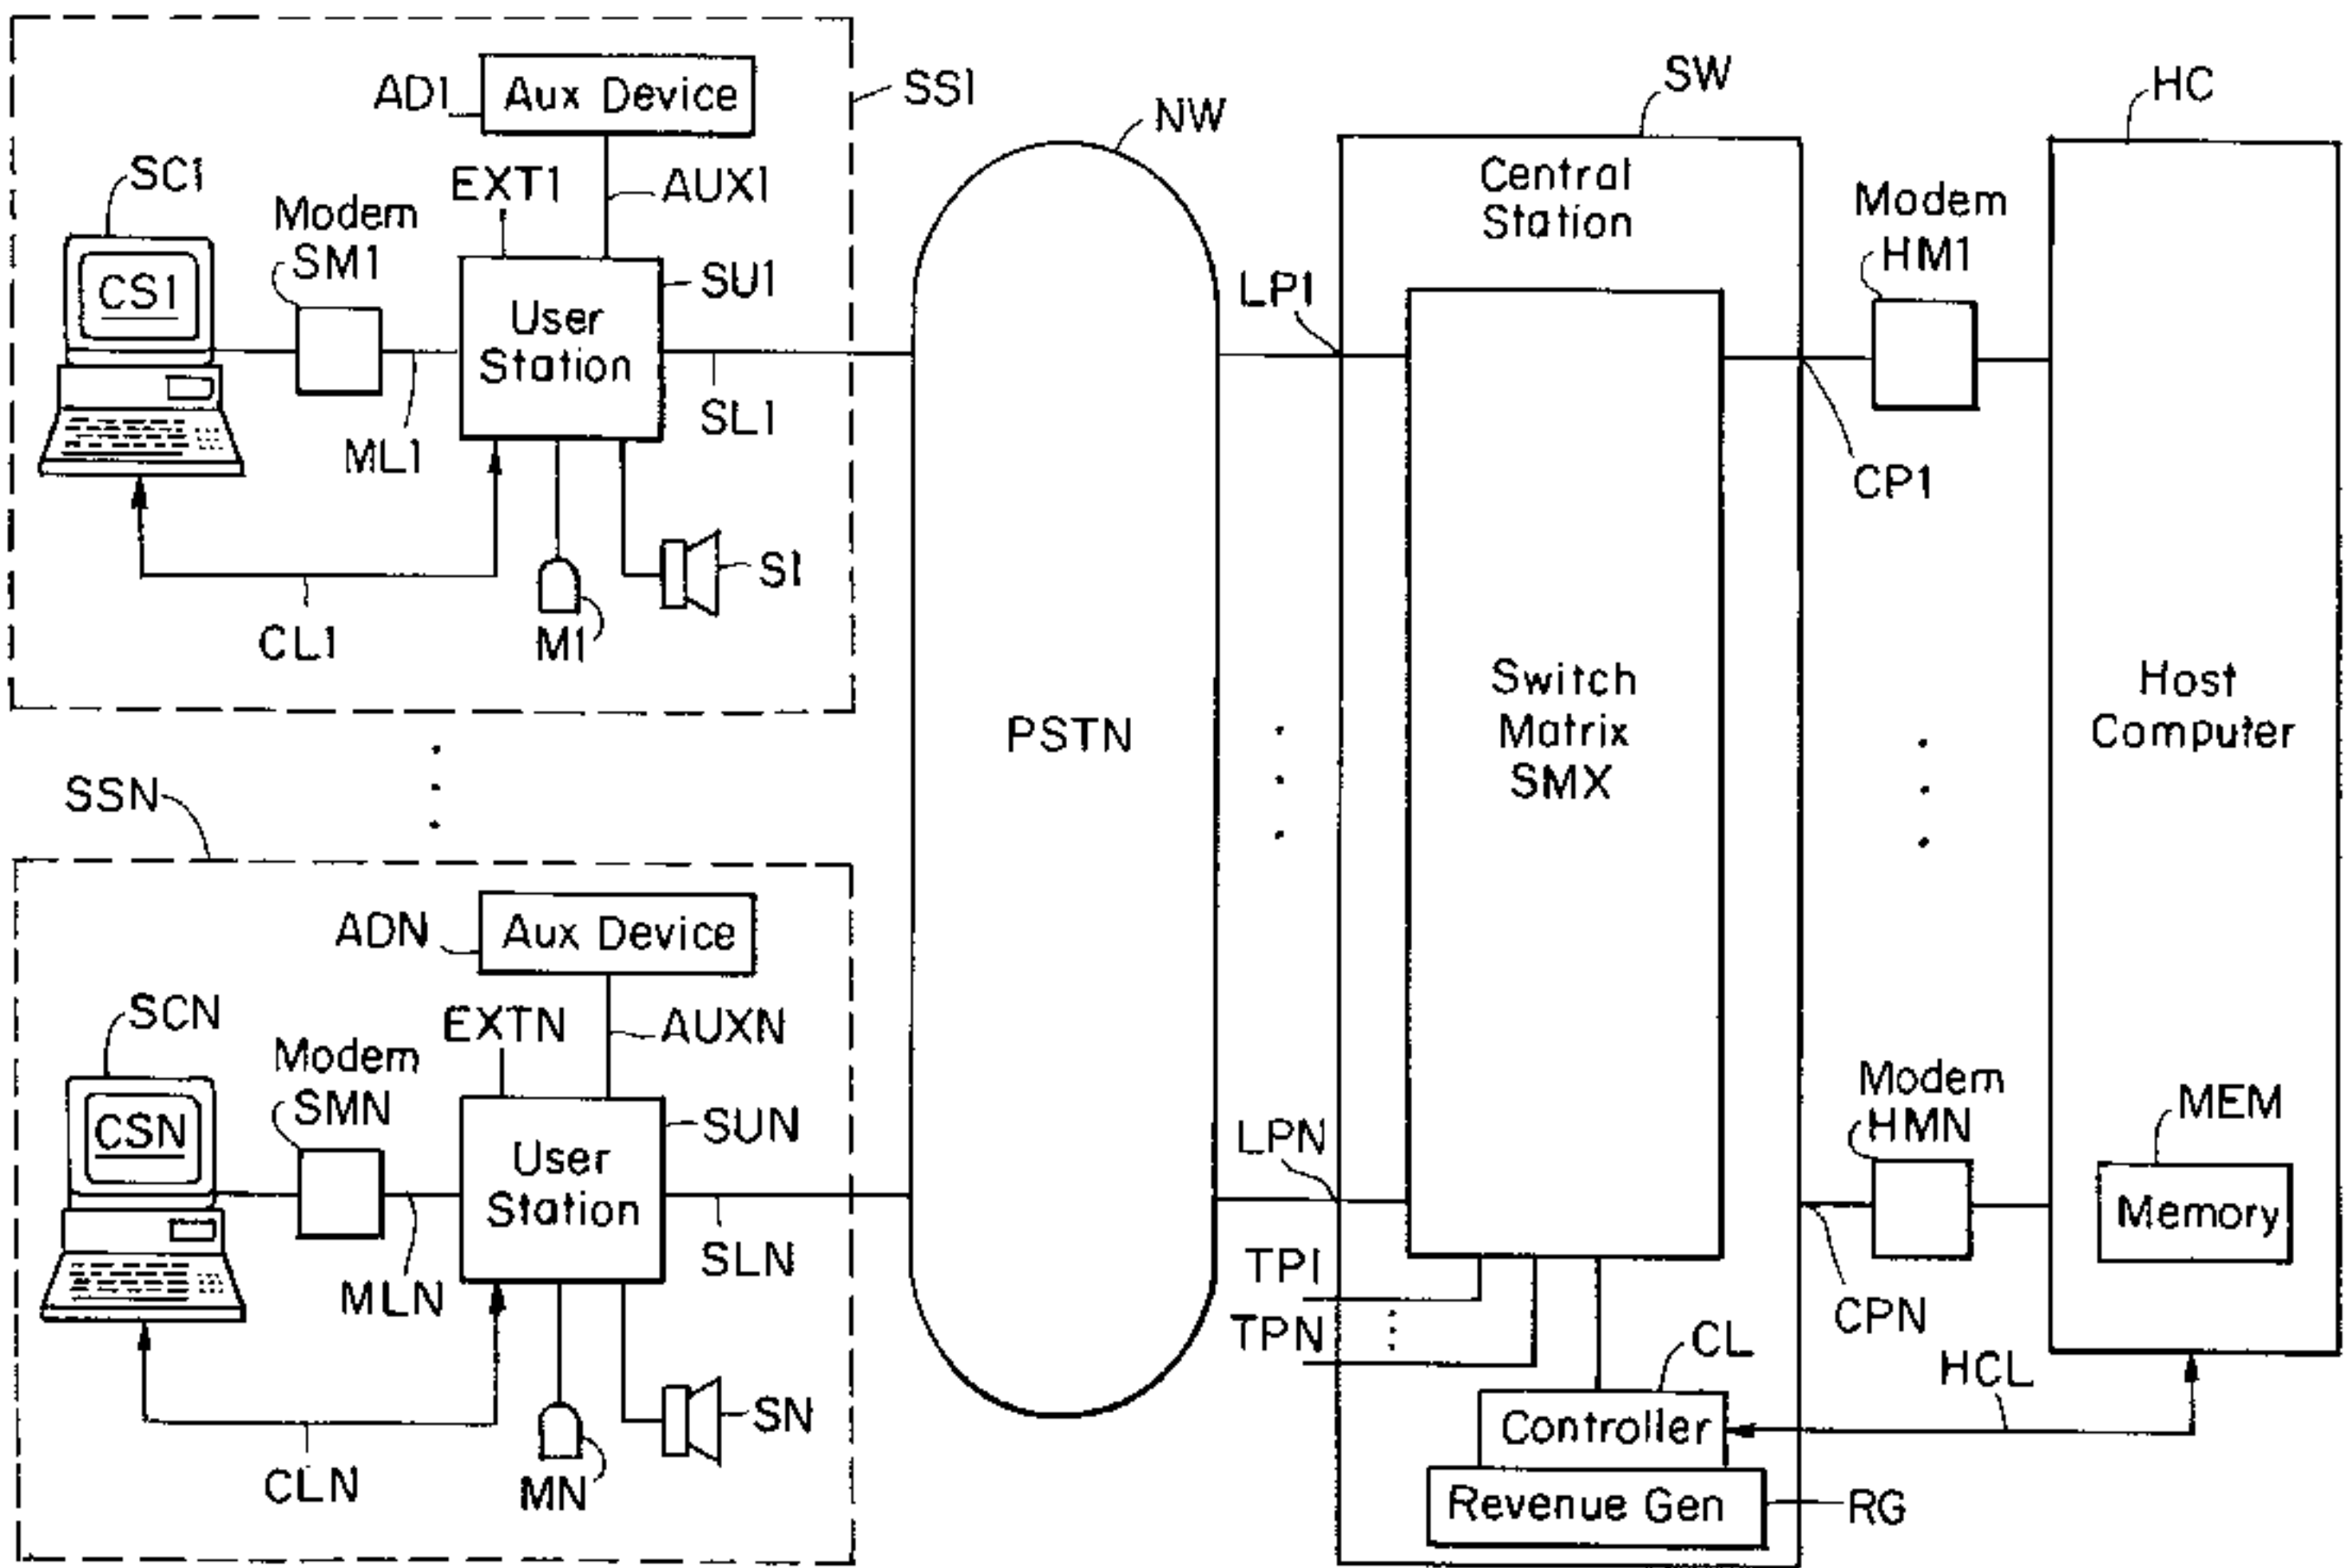 AD1
Aux Device
SS1
SC1
EXT1
AUX1
Modem
SM1
CS1
User
Station
SU1
ML1
SL1
CL1
M1
S1
SSN
ADN
Aux Device
SCN
EXTN
AUXN
Modem
SMN
CSN
User
Station
SUN
MLN
SLN
CLN
MN
SN
NW
PSTN
LP1
LPN
TP1
TPN
SW
Central
Station
Switch
Matrix
SMX
CL
Controller
Revenue Gen
RG
Modem
HM1
CP1
Modem
HMN
CPN
HCL
HC
Host
Computer
MEM
Memory